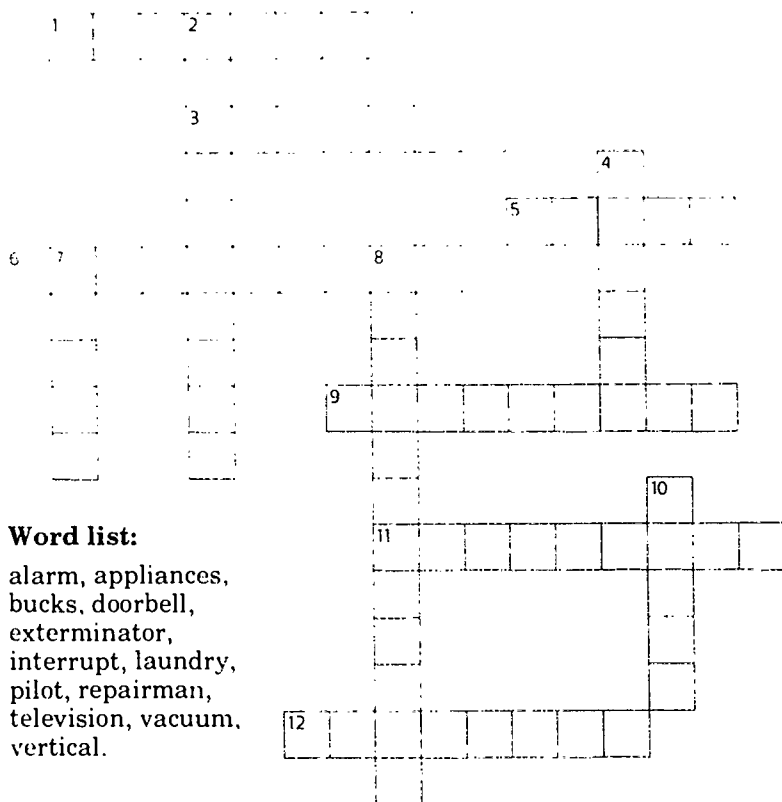 1 2
3
4
5
6 7 8
9
10
11
12
Word list:
alarm, appliances,
bucks, doorbell,
exterminator,
interrupt, laundry,
pilot, repairman,
television, vacuum,
vertical.